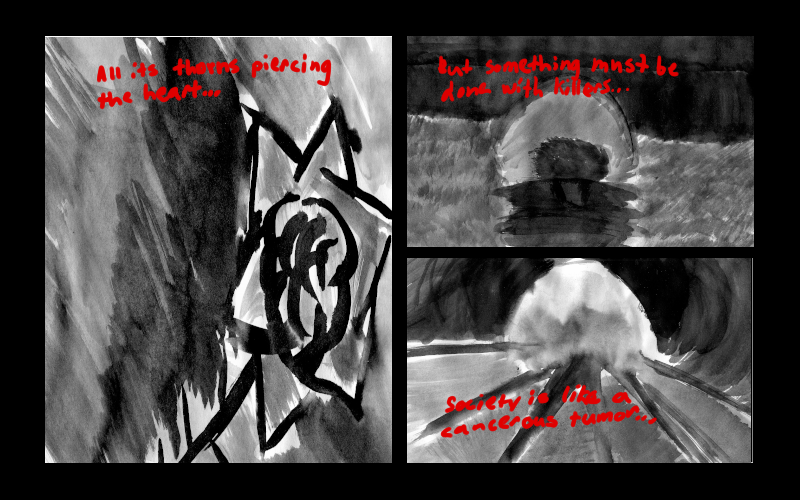 All its thorns piercing
the heart...
But something must be
done with killers...
Society is like a
cancerous tumor...